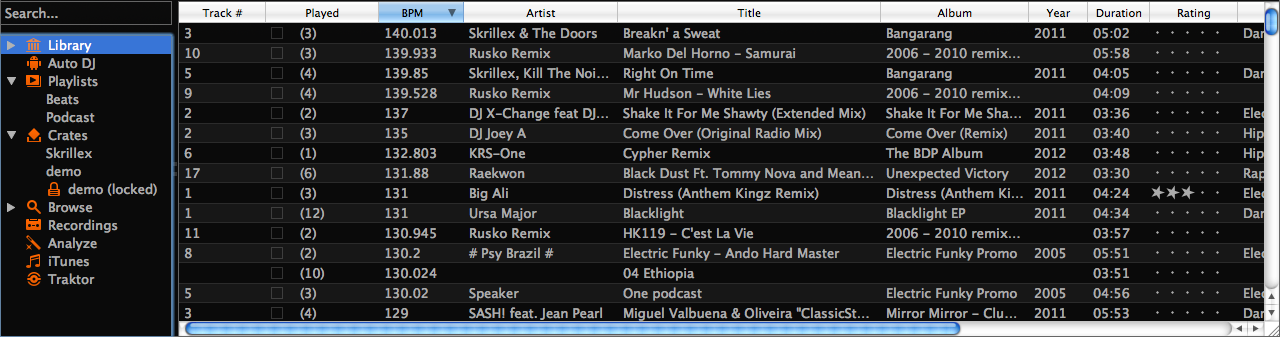 Search...
Library
Auto DJ
Playlists
Beats
Podcast
Crates
Skrillex
demo
demo (locked)
Browse
Recordings
Analyze
iTunes
Traktor
Track # Played BPM Artist Title Album Year Duration Rating
3 (3) 140.013 Skrillex & The Doors Breakn' a Sweat Bangarang 2011 05:02 Dan
10 (3) 139.933 Rusko Remix Marko Del Horno - Samurai 2006 - 2010 remix... 05:58
5 (4) 139.85 Skrillex, Kill The Noi... Right On Time Bangarang 2011 04:05 Dan
9 (4) 139.528 Rusko Remix Mr Hudson - White Lies 2006 - 2010 remix... 04:09
2 (2) 137 DJ X-Change feat DJ... Shake It For Me Shawty (Extended Mix) Shake It For Me Sha... 2011 03:36 Elec
2 (3) 135 DJ Joey A Come Over (Original Radio Mix) Come Over (Remix) 2011 03:40 Hip
6 (1) 132.803 KRS-One Cypher Remix The BDP Album 2012 03:48 Hip
17 (6) 131.88 Raekwon Black Dust Ft. Tommy Nova and Mean... Unexpected Victory 2012 03:30 Rap
1 (3) 131 Big Ali Distress (Anthem Kingz Remix) Distress (Anthem Ki... 2011 04:24 Elec
1 (12) 131 Ursa Major Blacklight Blacklight EP 2011 04:34 Dan
11 (2) 130.945 Rusko Remix HK119 - C'est La Vie 2006 - 2010 remix... 03:57
8 (2) 130.2 # Psy Brazil # Electric Funky - Ando Hard Master Electric Funky Promo 2005 05:51 Elec
(10) 130.024 04 Ethiopia 03:51
5 (3) 130.02 Speaker One podcast Electric Funky Promo 2005 04:56 Elec
3 (4) 129 SASH! feat. Jean Pearl Miguel Valbuena & Oliveira "ClassicSt... Mirror Mirror - Clu... 2011 05:53 Dan